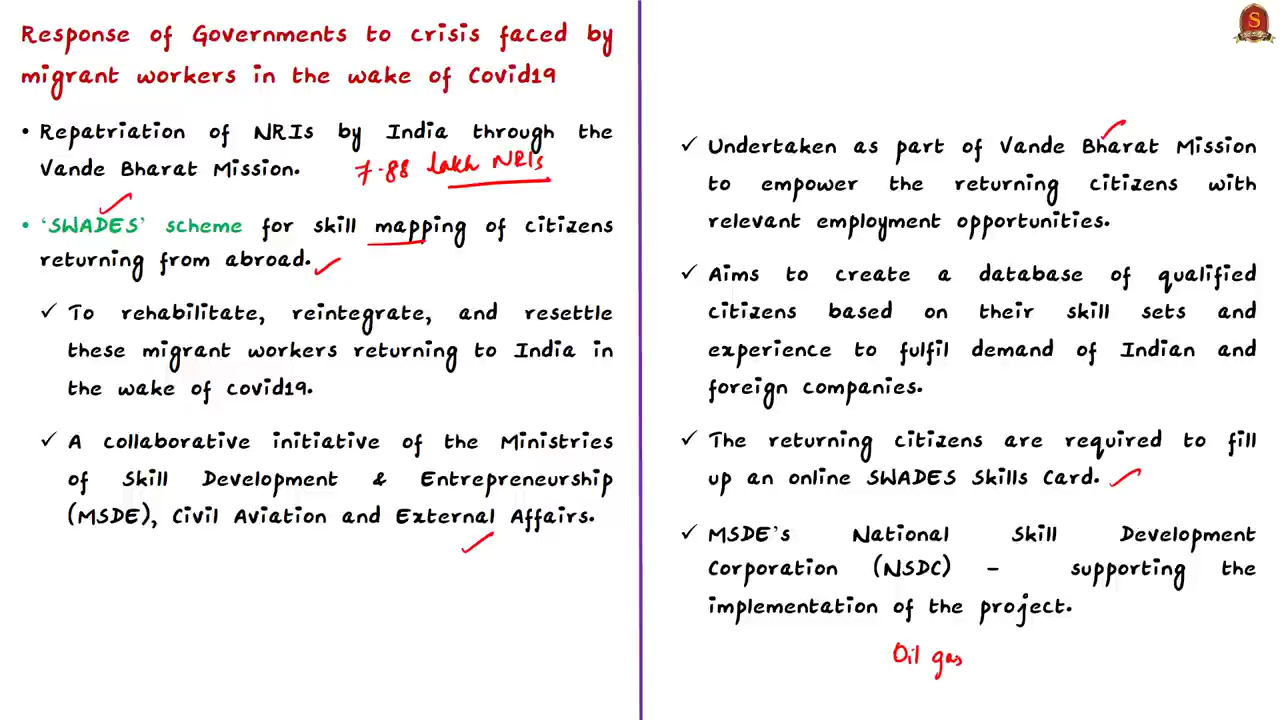 Response of Governments to crisis faced by
migrant workers in the wake of Covid19
• Repatriation of NRIs by India through the
Vande Bharat Mission.
7.88 lakh NRIs
• 'SWADES' scheme for skill mapping of citizens
returning from abroad.
✓ To rehabilitate, reintegrate, and resettle
these migrant workers returning to India in
the wake of covid19.
✓ A collaborative initiative of the Ministries
of Skill Development & Entrepreneurship
(MSDE), Civil Aviation and External Affairs.
S
✓ Undertaken as part of Vande Bharat Mission
to empower the returning citizens with
relevant employment opportunities.
✓ Aims to create a database of qualified
citizens based on their skill sets and
experience to fulfil demand of Indian and
foreign companies.
✓ The returning citizens are required to fill
up an online SWADES Skills Card.
✓ MSDE's National Skill Development
Corporation (NSDC) - supporting the
implementation of the project.
Oil gas